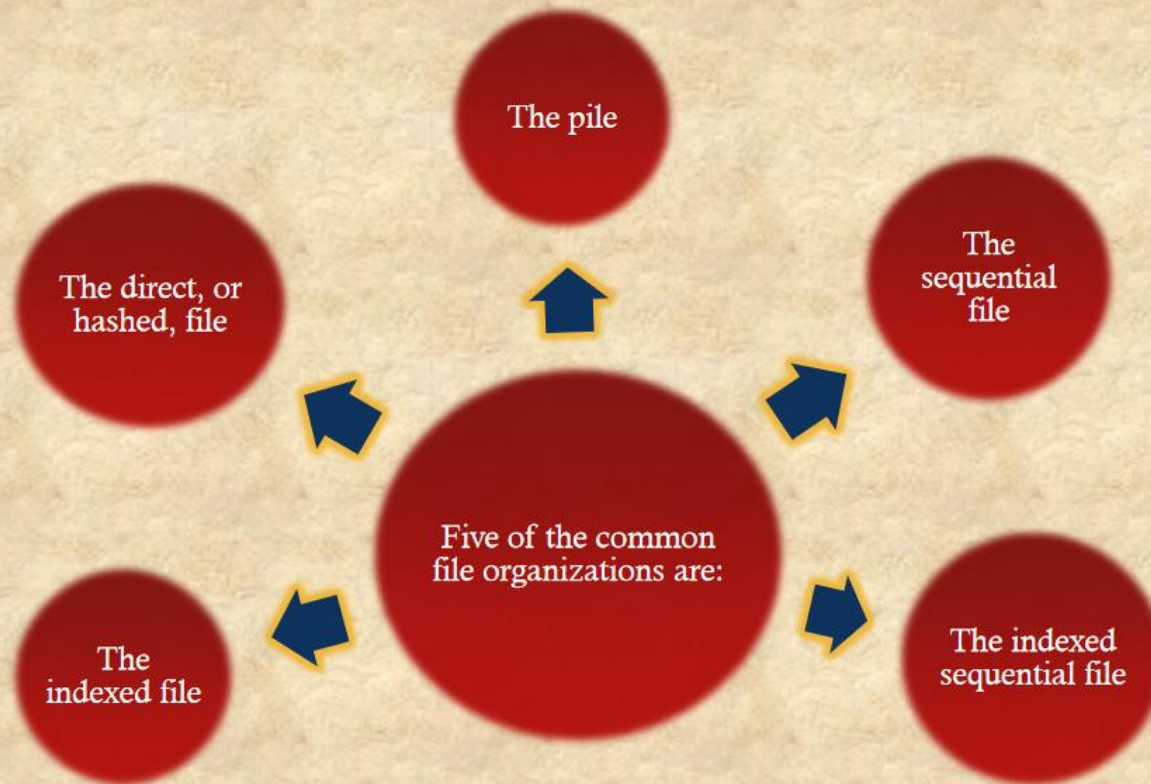 The pile
The
sequential
file
The indexed
sequential file
The
indexed file
The direct, or
hashed, file
Five of the common
file organizations are: